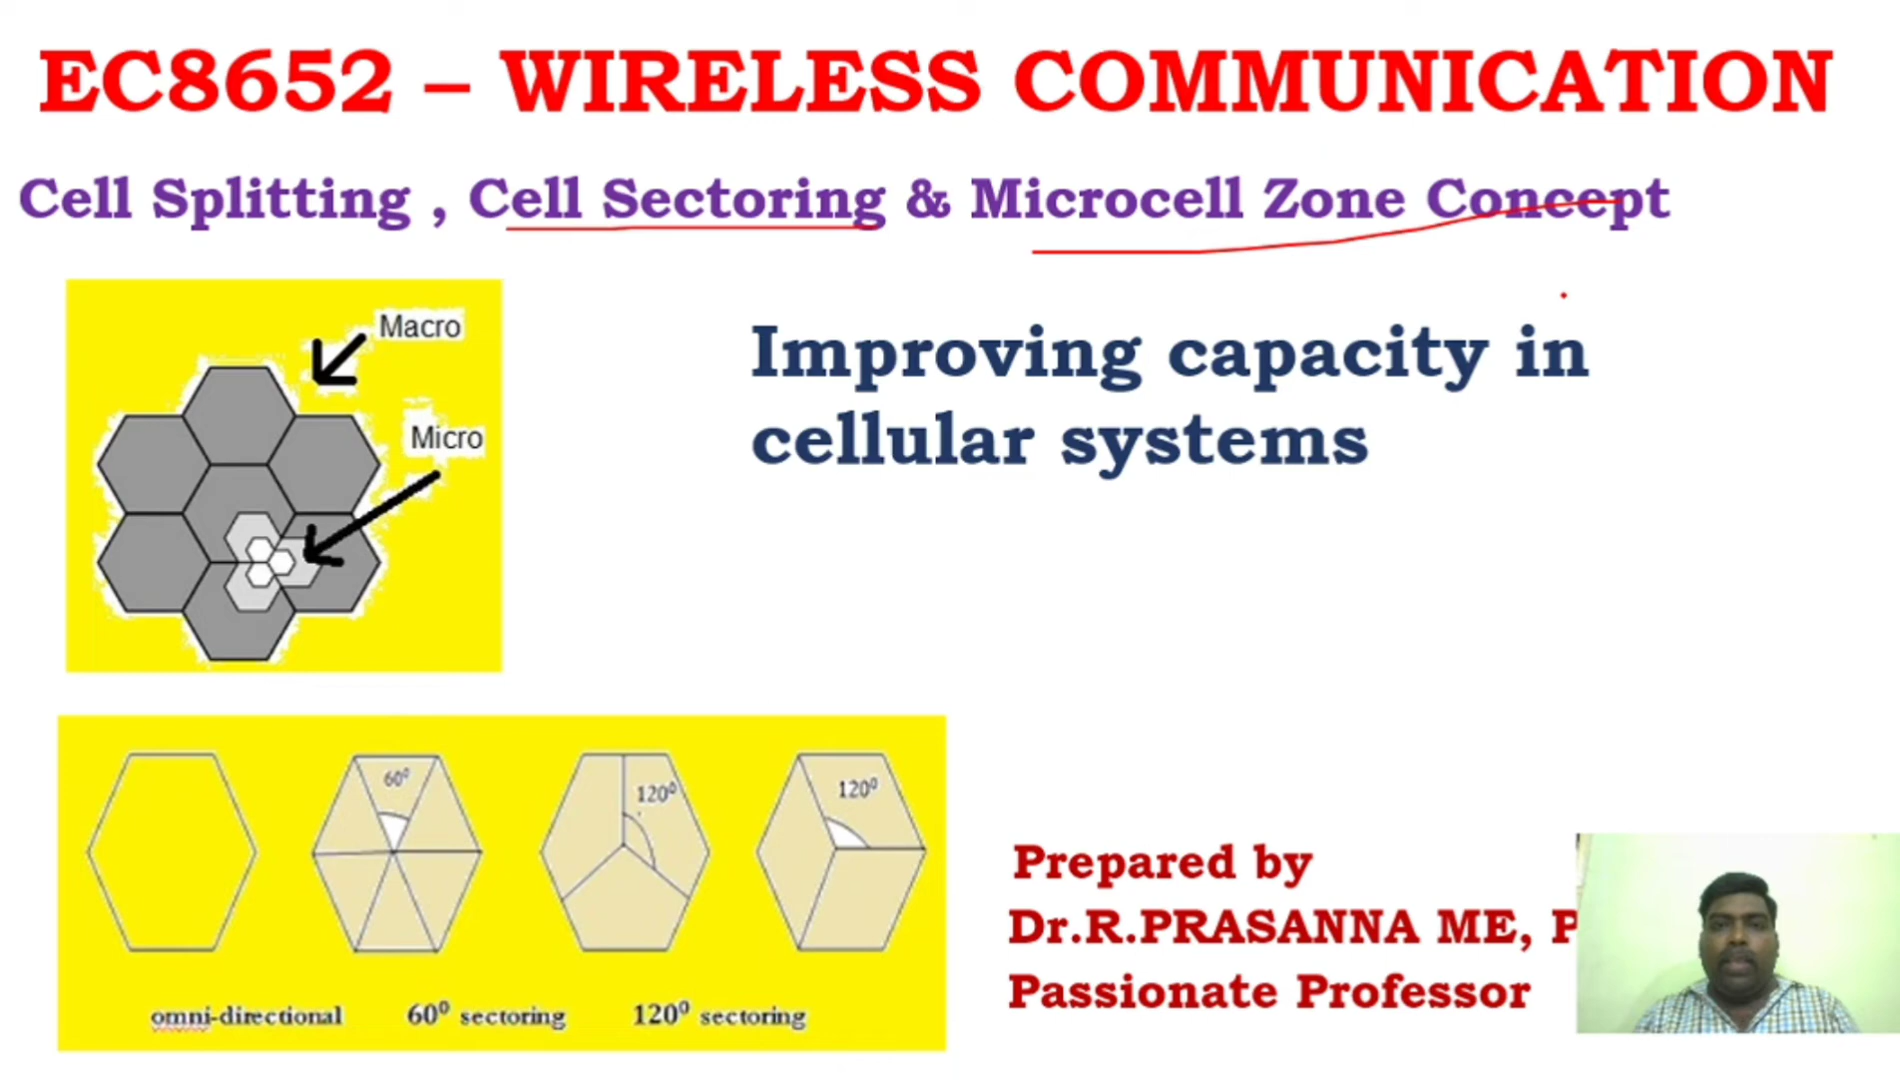 EC8652 – WIRELESS COMMUNICATION
Cell Splitting , Cell Sectoring & Microcell Zone Concept
Macro
Micro
Improving capacity in
cellular systems
60⁰
120⁰
120⁰
omni-directional 60⁰ sectoring 120⁰ sectoring
Prepared by
Dr.R.PRASANNA ME, P
Passionate Professor